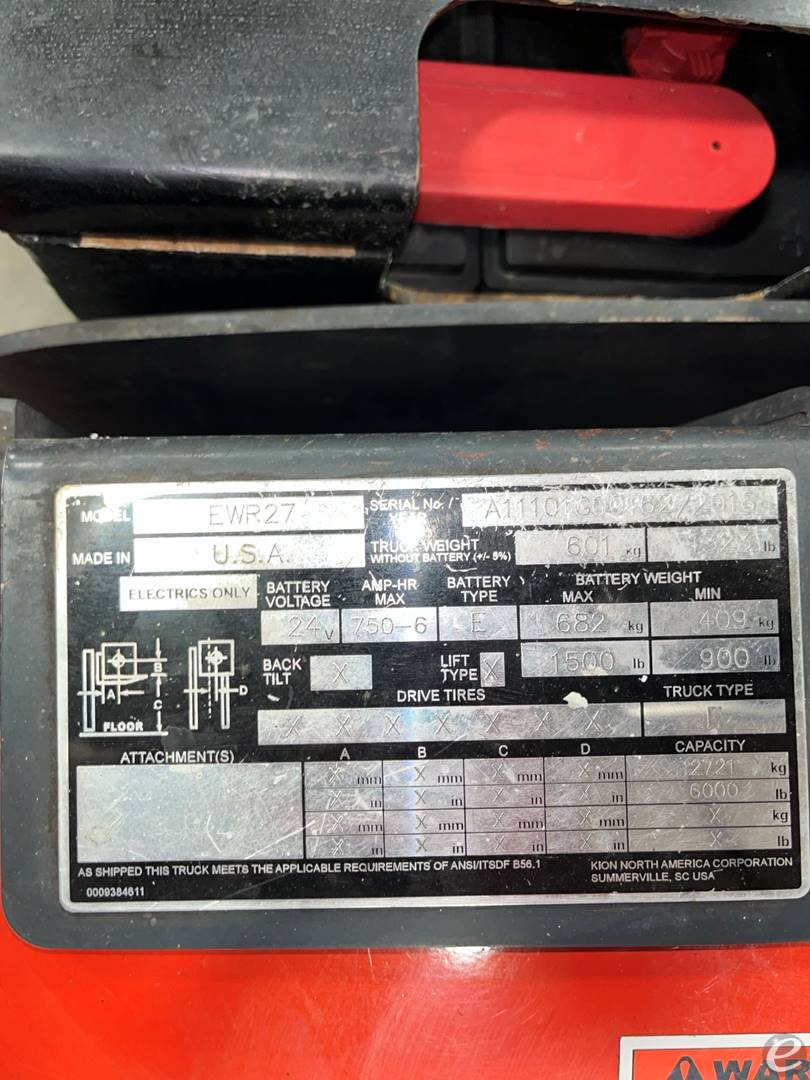 MODEL EWR27 SERIAL No. /
MADE IN U.S.A. TRUCK WEIGHT WITHOUT BATTERY (+/- 5%) 601 kg lb
ELECTRICS ONLY BATTERY VOLTAGE AMP-HR MAX BATTERY TYPE BATTERY WEIGHT MAX MIN
24 V 750-6 E 682 kg 409 kg
1500 lb 900 lb
BACK TILT X LIFT TYPE X
A B C D FLOOR
DRIVE TIRES TRUCK TYPE
X X X X X X X E
ATTACHMENT(S) A B C D CAPACITY
X mm X mm X mm X mm 2721 kg
X in X in X in X in 6000 lb
X mm X mm X mm X mm X kg
X in X in X in X in X lb
AS SHIPPED THIS TRUCK MEETS THE APPLICABLE REQUIREMENTS OF ANSI/ITSDF B56.1
KION NORTH AMERICA CORPORATION
SUMMERVILLE, SC USA
0009384611